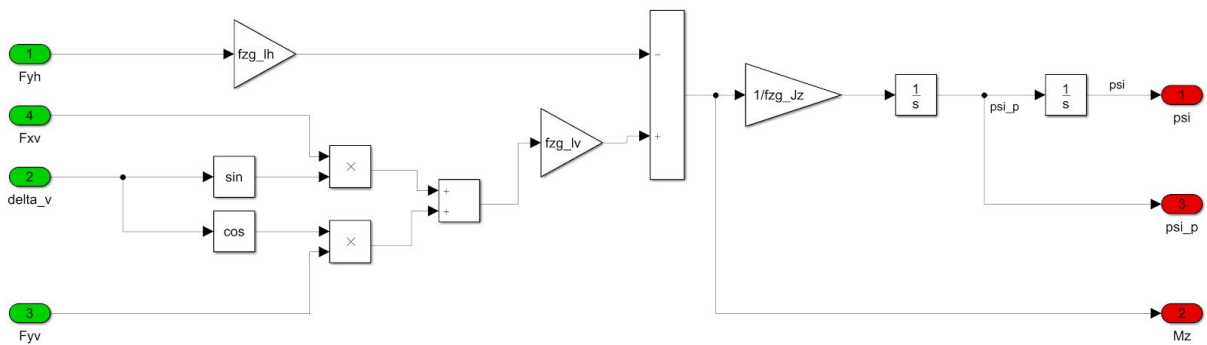 1
Fyh
fzg_lh
4
Fxv
2
delta_v
sin
cos
3
Fyv
×
×
+
+
fzg_lv
−
+
1/fzg_Jz
1
s
psi_p
1
s
psi
1
psi
3
psi_p
2
Mz